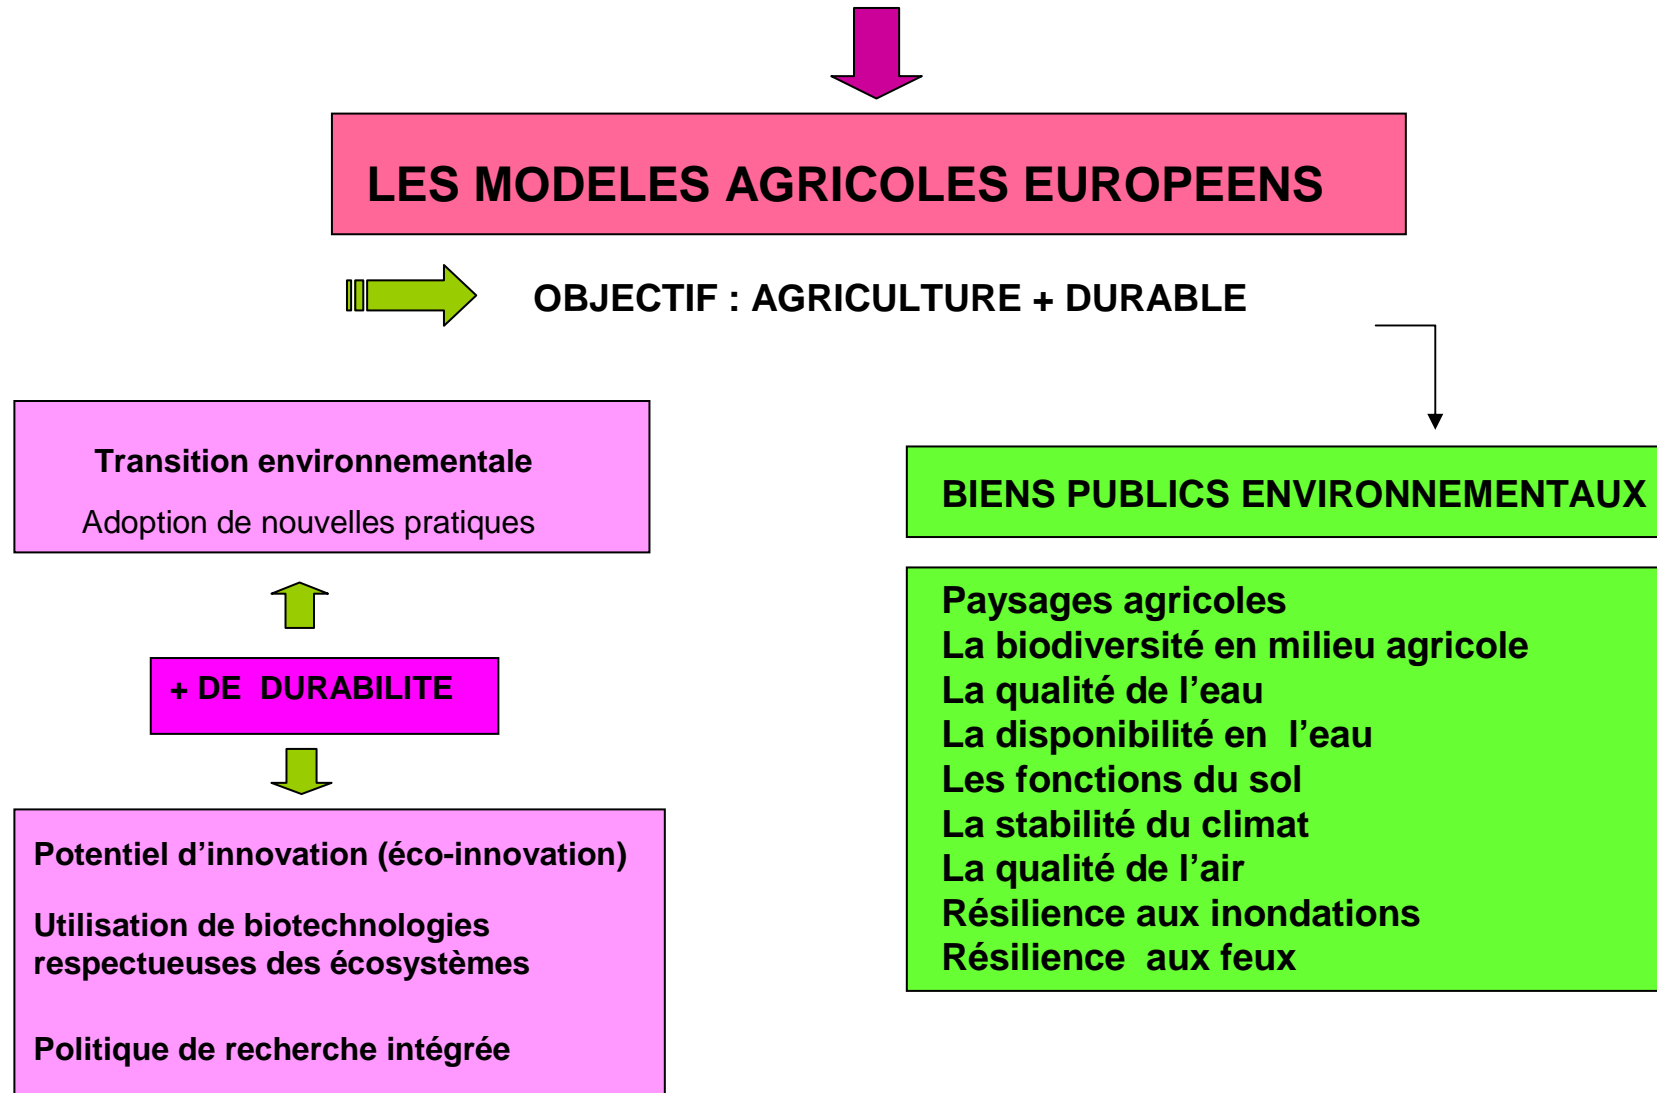 LES MODELES AGRICOLES EUROPEENS
OBJECTIF : AGRICULTURE + DURABLE
Transition environnementale
Adoption de nouvelles pratiques
+ DE DURABILITE
Potentiel d’innovation (éco-innovation)
Utilisation de biotechnologies
respectueuses des écosystèmes
Politique de recherche intégrée
BIENS PUBLICS ENVIRONNEMENTAUX
Paysages agricoles
La biodiversité en milieu agricole
La qualité de l’eau
La disponibilité en l’eau
Les fonctions du sol
La stabilité du climat
La qualité de l’air
Résilience aux inondations
Résilience aux feux